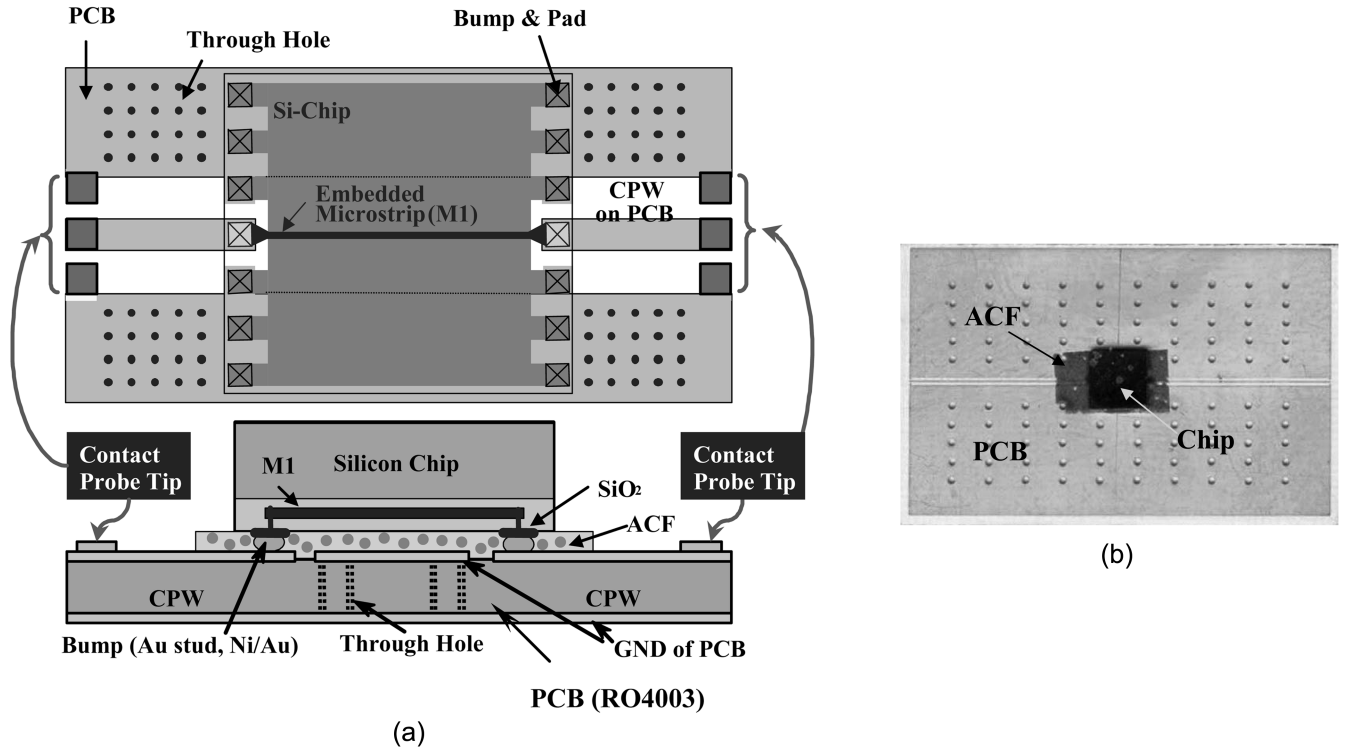 PCB
Through Hole
Bump & Pad
Si-Chip
Embedded
Microstrip (M1)
CPW
on PCB
Contact
Probe Tip
M1
Silicon Chip
SiO2
ACF
Contact
Probe Tip
CPW
CPW
Bump (Au stud, Ni/Au)
Through Hole
GND of PCB
PCB (RO4003)
(a)
ACF
PCB
Chip
(b)